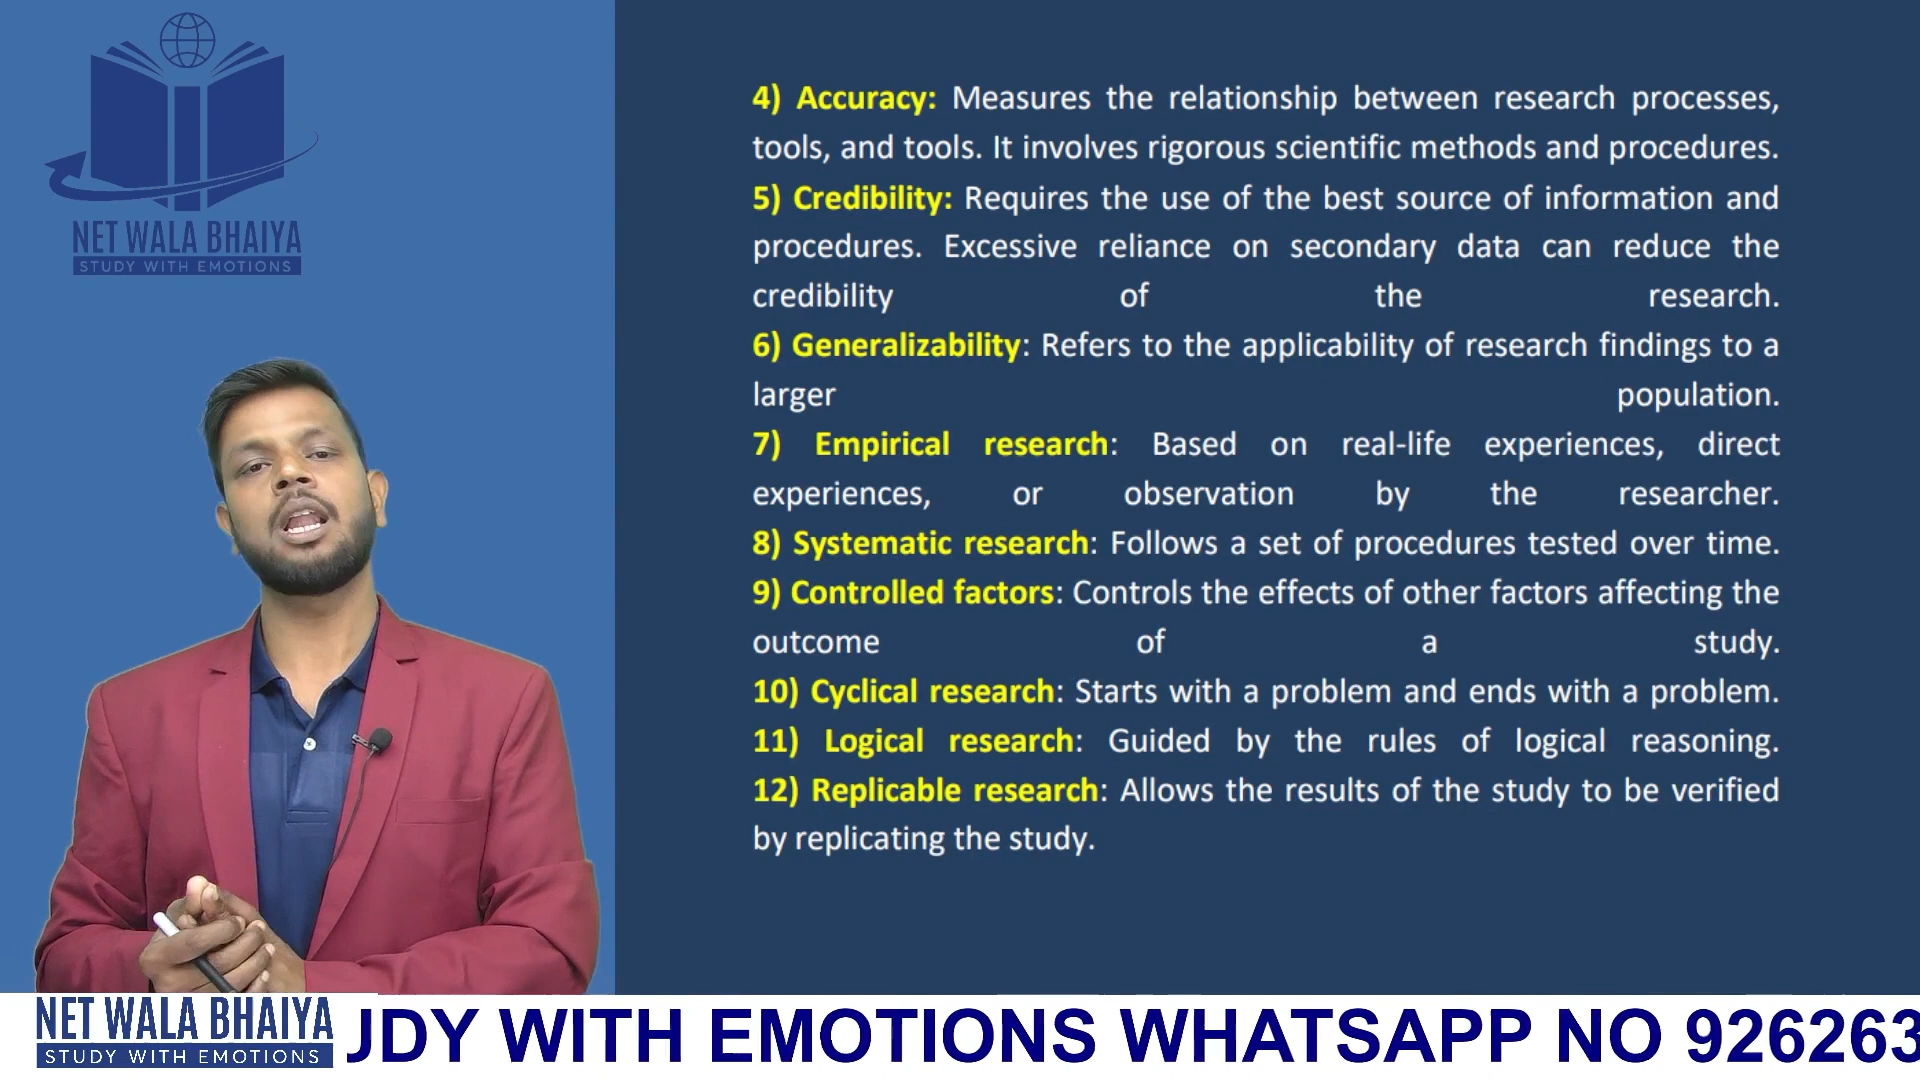 NET WALA BHAIYA
STUDY WITH EMOTIONS
4) Accuracy: Measures the relationship between research processes,
tools, and tools. It involves rigorous scientific methods and procedures.
5) Credibility: Requires the use of the best source of information and
procedures. Excessive reliance on secondary data can reduce the
credibility of the research.
6) Generalizability: Refers to the applicability of research findings to a
larger population.
7) Empirical research: Based on real-life experiences, direct
experiences, or observation by the researcher.
8) Systematic research: Follows a set of procedures tested over time.
9) Controlled factors: Controls the effects of other factors affecting the
outcome of a study.
10) Cyclical research: Starts with a problem and ends with a problem.
11) Logical research: Guided by the rules of logical reasoning.
12) Replicable research: Allows the results of the study to be verified
by replicating the study.
NET WALA BHAIYA
STUDY WITH EMOTIONS
JDY WITH EMOTIONS WHATSAPP NO 926263